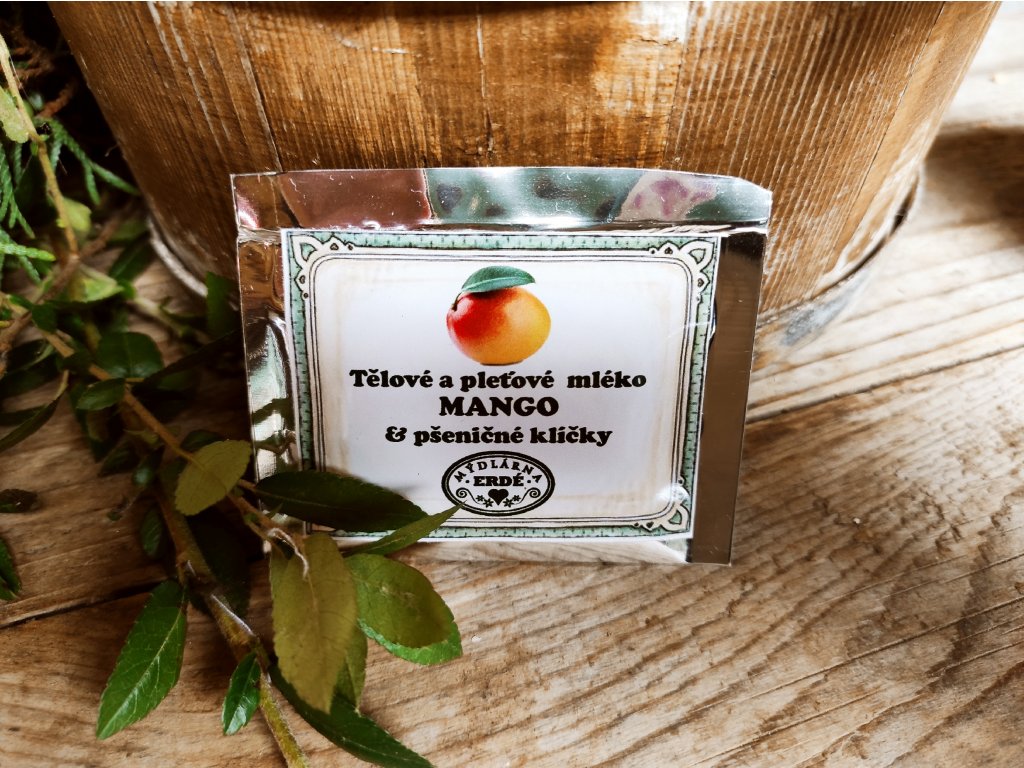 Tělové a pleťové mléko
MANGO
& pšeničné klíčky
MÝDLÁRNA
ERDÉ